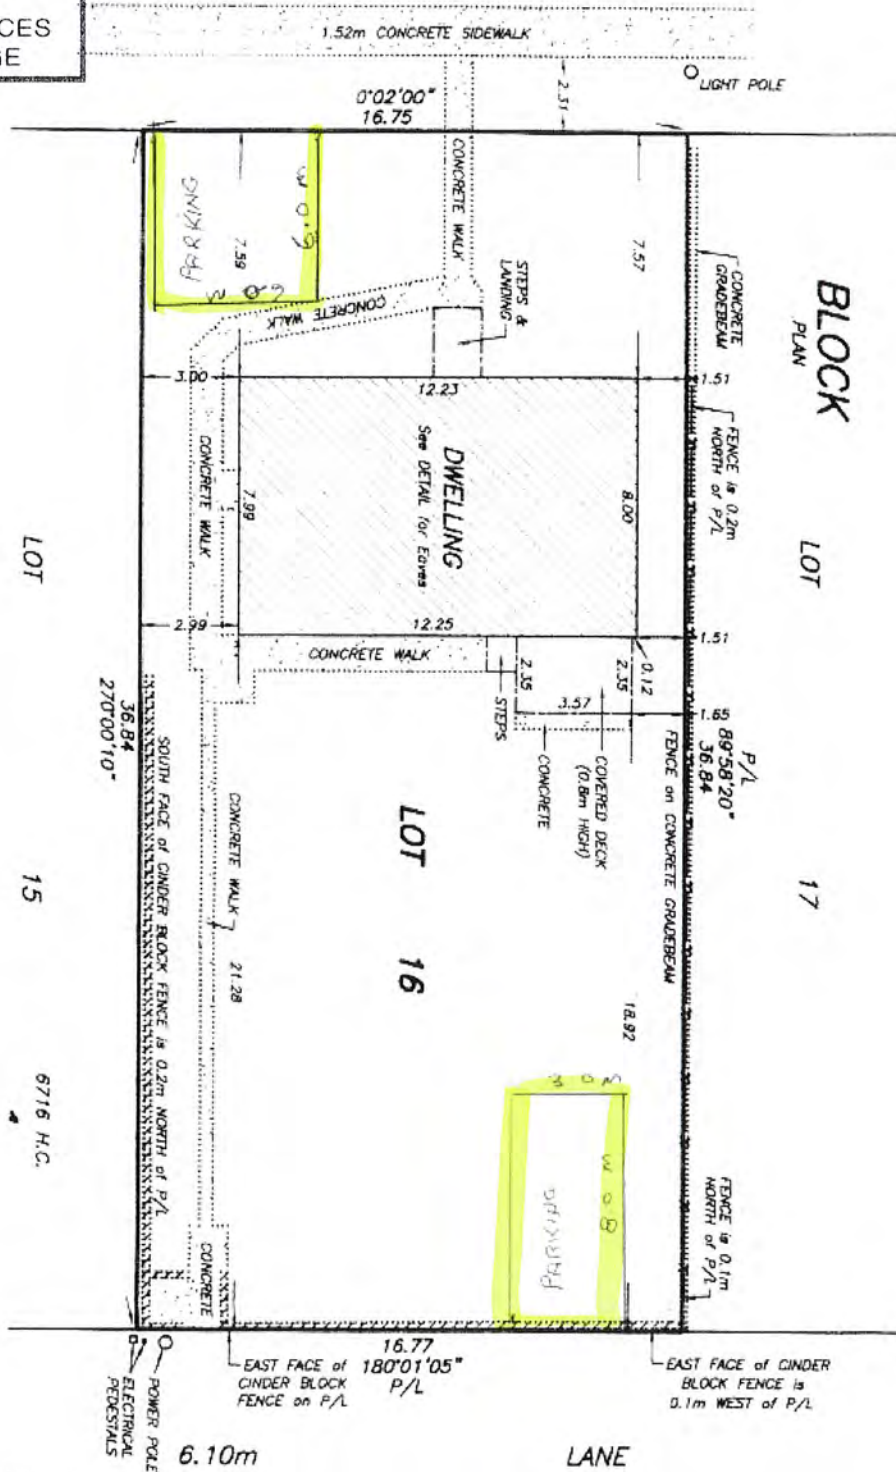 CES
GE
1.52m CONCRETE SIDEWALK
2.31
LIGHT POLE
0°02'00"
16.75
CONCRETE WALK
PARKING
7.59
7.57
STEPS &
LANDING
CONCRETE
GRADEBEAM
BLOCK
PLAN
CONCRETE WALK
3.00
12.23
1.51
FENCE is 0.2m
NORTH of P/L
DWELLING
See DETAIL for Eaves
CONCRETE WALK
7.99
8.00
LOT
LOT
2.99
12.25
1.51
CONCRETE WALK
2.35
2.35
0.12
3.57
1.65
STEPS
CONCRETE
COVERED DECK
(0.8m HIGH)
P/L
89°58'20"
36.84
36.84
270°00'10"
FENCE on CONCRETE GRADEBEAM
SOUTH FACE of CINDER BLOCK FENCE is 0.2m NORTH of P/L
CONCRETE WALK
21.28
LOT 16
17
15
18.92
3.0m
8.0m
PARKING
6716 H.C.
FENCE is 0.1m
NORTH of P/L
CONCRETE
16.77
180°01'05"
P/L
EAST FACE of
CINDER BLOCK
FENCE on P/L
EAST FACE of CINDER
BLOCK FENCE is
0.1m WEST of P/L
POWER POLE
ELECTRICAL
PEDESTALS
6.10m
LANE